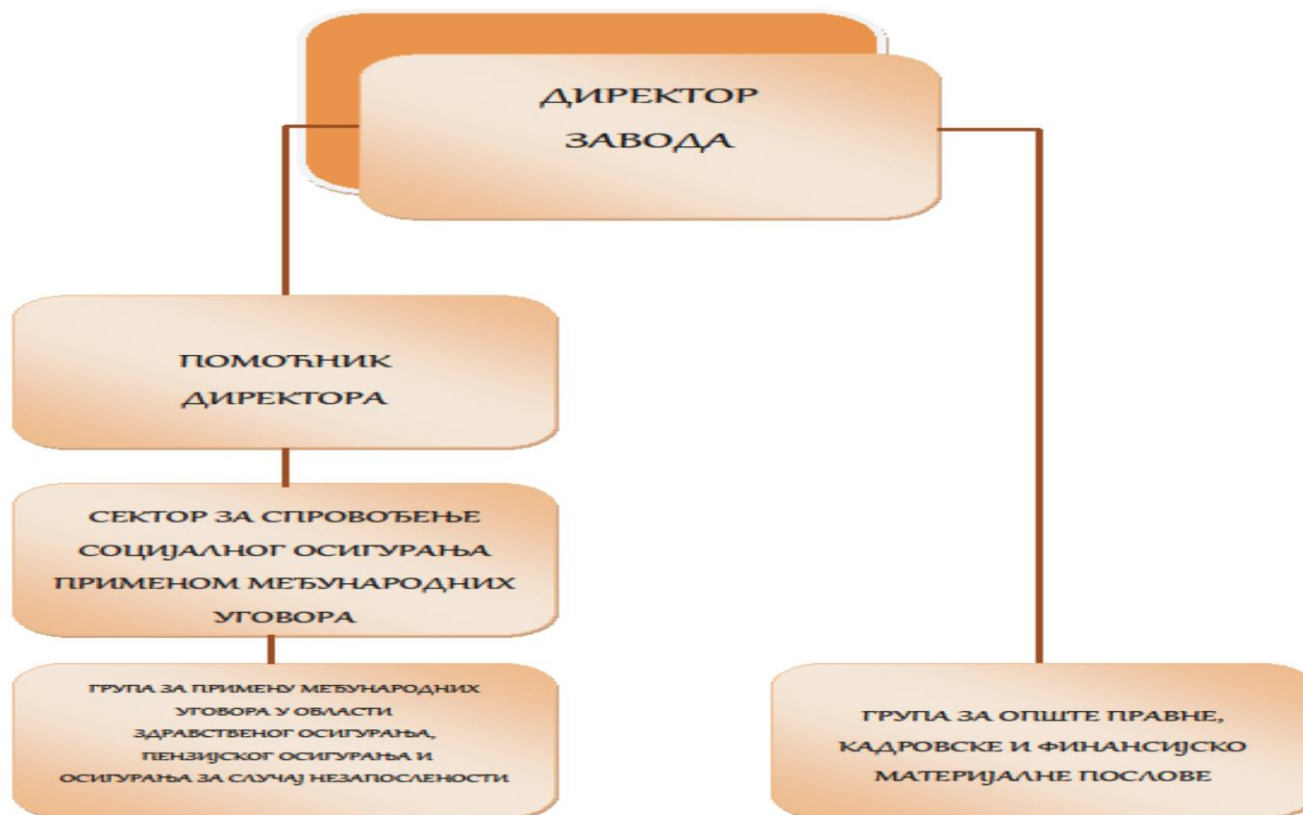 ДИРЕКТОР
ЗАВОДА
ПОМОЋНИК
ДИРЕКТОРА
СЕКТОР ЗА СПРОВОЂЕЊЕ
СОЦИЈАЛНОГ ОСИГУРАЊА
ПРИМЕНОМ МЕЂУНАРОДНИХ
УГОВОРА
ГРУПА ЗА ПРИМЕНУ МЕЂУНАРОДНИХ
УГОВОРА У ОБЛАСТИ
ЗДРАВСТВЕНОГ ОСИГУРАЊА,
ПЕНЗИЈСКОГ ОСИГУРАЊА И
ОСИГУРАЊА ЗА СЛУЧАЈ НЕЗАПОСЛЕНОСТИ
ГРУПА ЗА ОПШТЕ ПРАВНЕ,
КАДРОВСКЕ И ФИНАНСИЈСКО
МАТЕРИЈАЛНЕ ПОСЛОВЕ